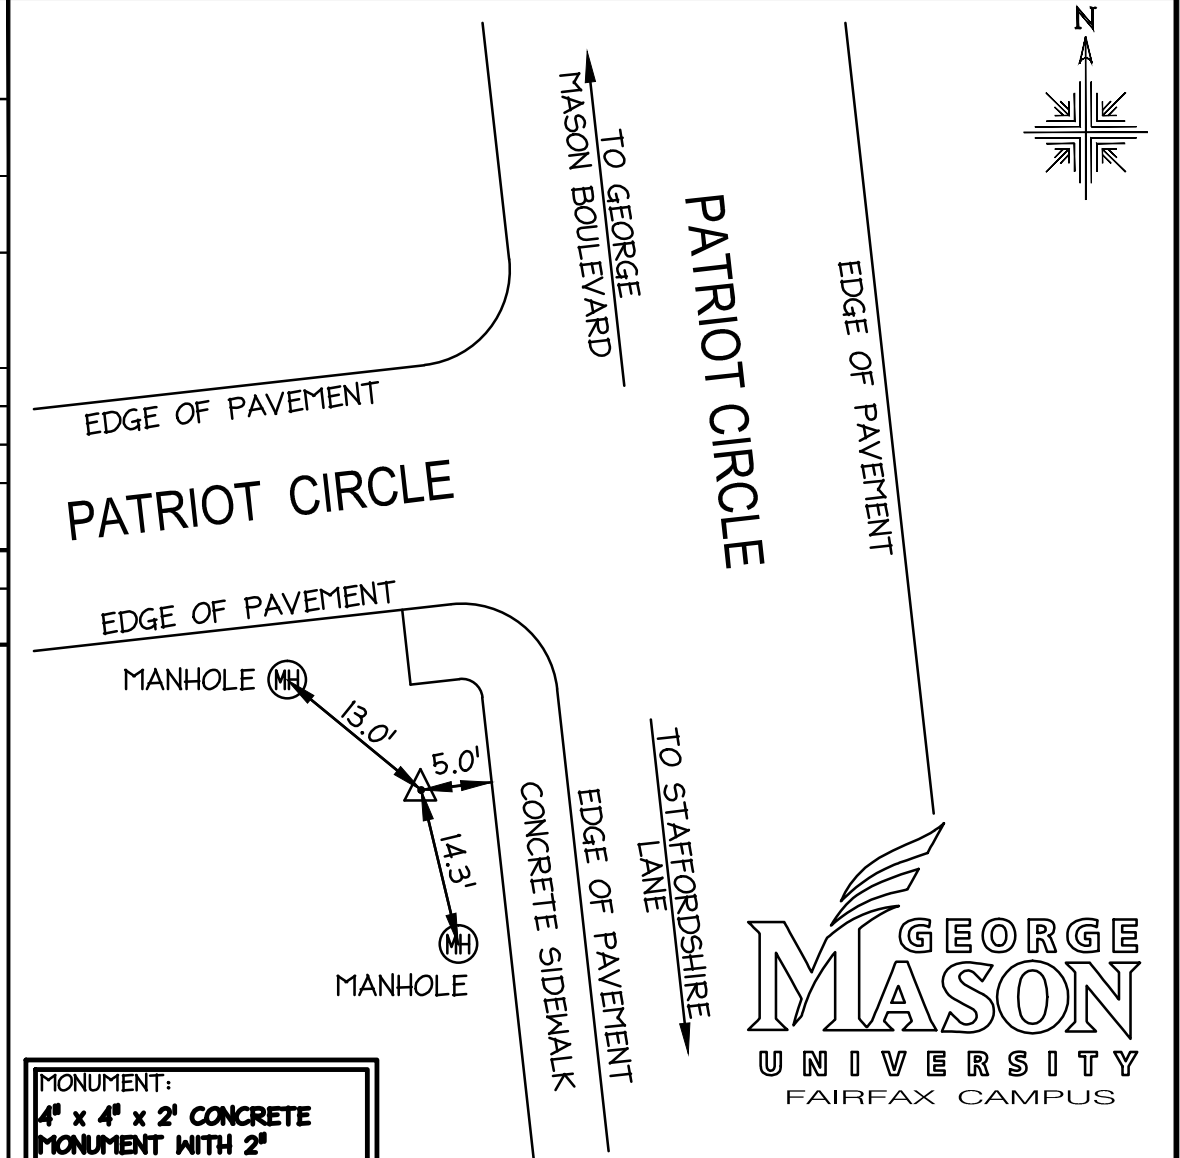 N
TO GEORGE
MASON BOULEVARD
PATRIOT CIRCLE
EDGE OF PAVEMENT
EDGE OF PAVEMENT
PATRIOT CIRCLE
EDGE OF PAVEMENT
MANHOLE MH
13.0'
5.0'
14.3'
MH
MANHOLE
CONCRETE SIDEWALK
EDGE OF PAVEMENT
TO STAFFORDSHIRE
LANE
GEORGE
MASON
UNIVERSITY
FAIRFAX CAMPUS
MONUMENT:
4" x 4" x 2' CONCRETE
MONUMENT WITH 2"